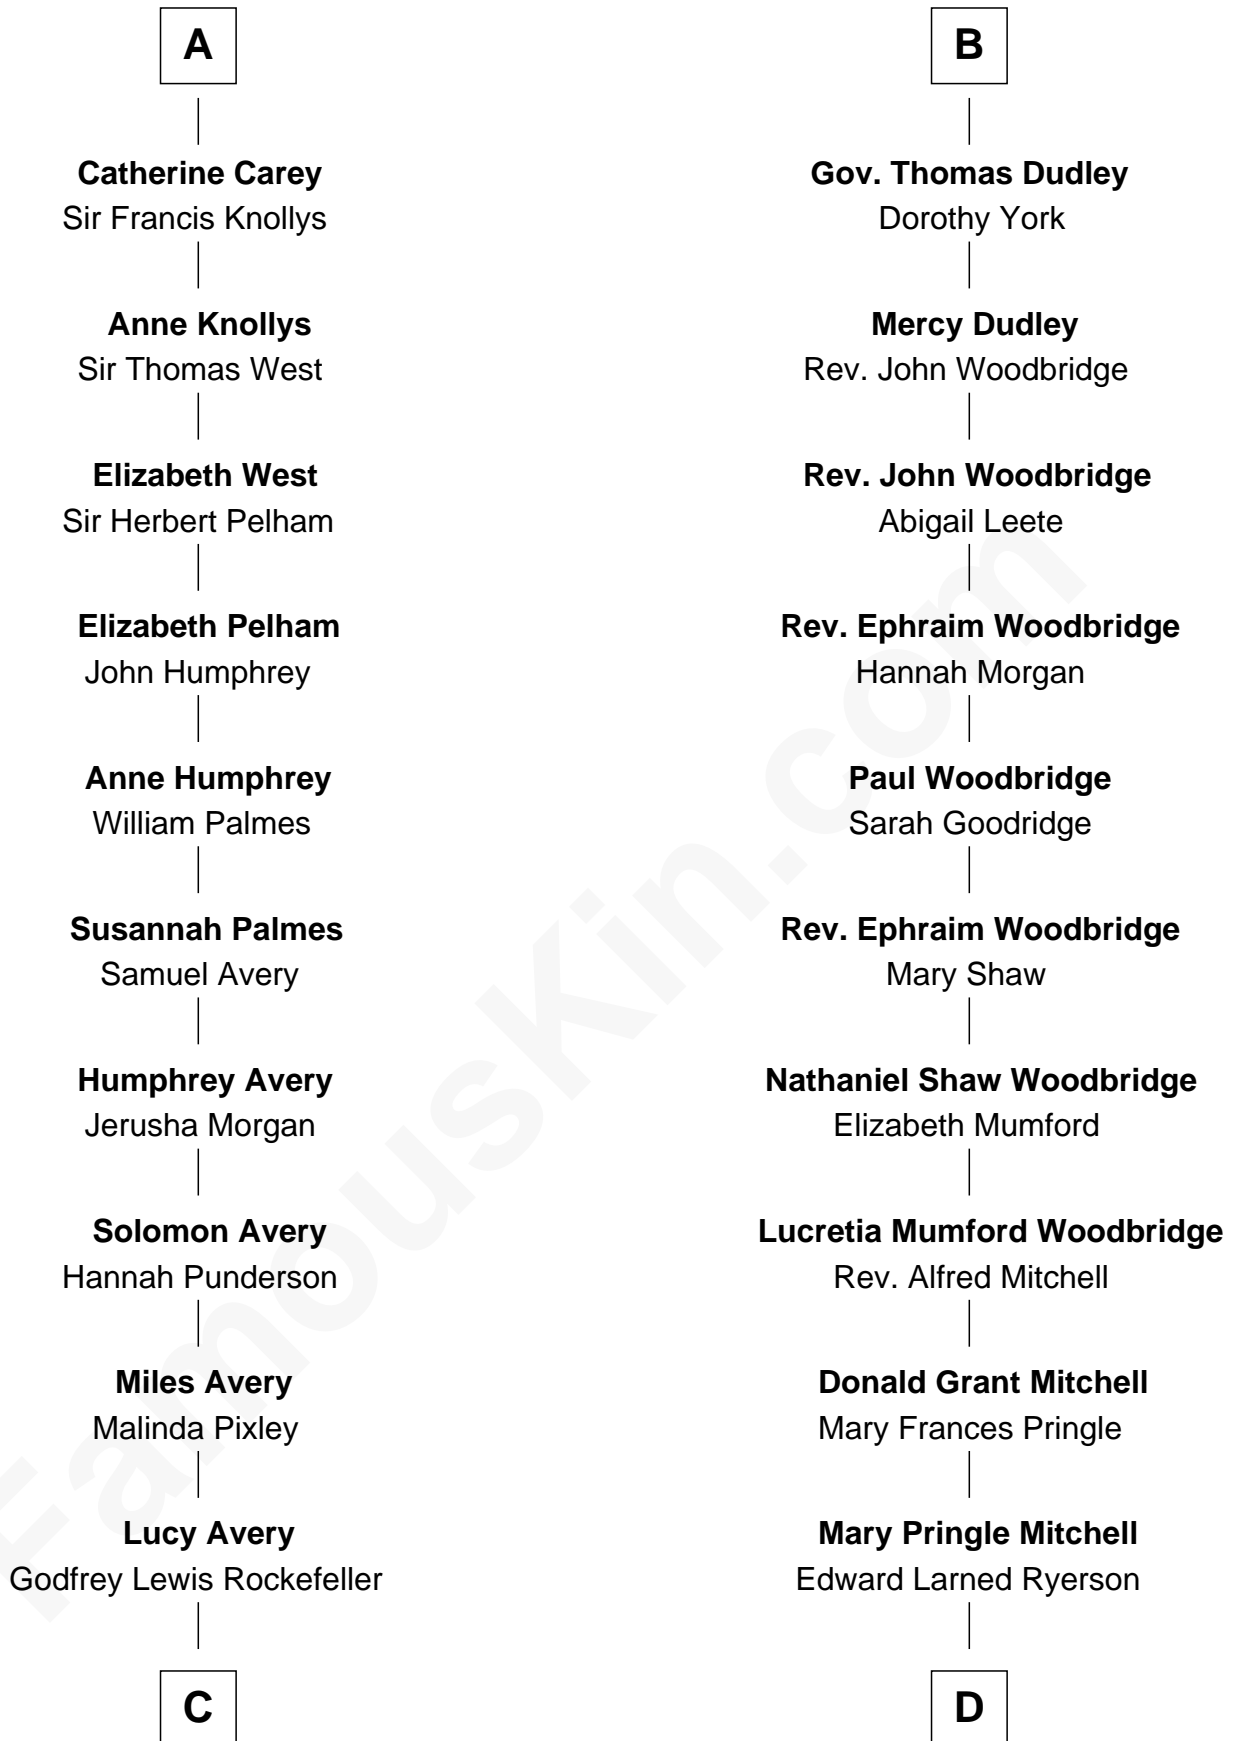 A
Catherine Carey
Sir Francis Knollys
Anne Knollys
Sir Thomas West
Elizabeth West
Sir Herbert Pelham
Elizabeth Pelham
John Humphrey
Anne Humphrey
William Palmes
Susannah Palmes
Samuel Avery
Humphrey Avery
Jerusha Morgan
Solomon Avery
Hannah Punderson
Miles Avery
Malinda Pixley
Lucy Avery
Godfrey Lewis Rockefeller
C
B
Gov. Thomas Dudley
Dorothy York
Mercy Dudley
Rev. John Woodbridge
Rev. John Woodbridge
Abigail Leete
Rev. Ephraim Woodbridge
Hannah Morgan
Paul Woodbridge
Sarah Goodridge
Rev. Ephraim Woodbridge
Mary Shaw
Nathaniel Shaw Woodbridge
Elizabeth Mumford
Lucretia Mumford Woodbridge
Rev. Alfred Mitchell
Donald Grant Mitchell
Mary Frances Pringle
Mary Pringle Mitchell
Edward Larned Ryerson
D
FamousKin.com